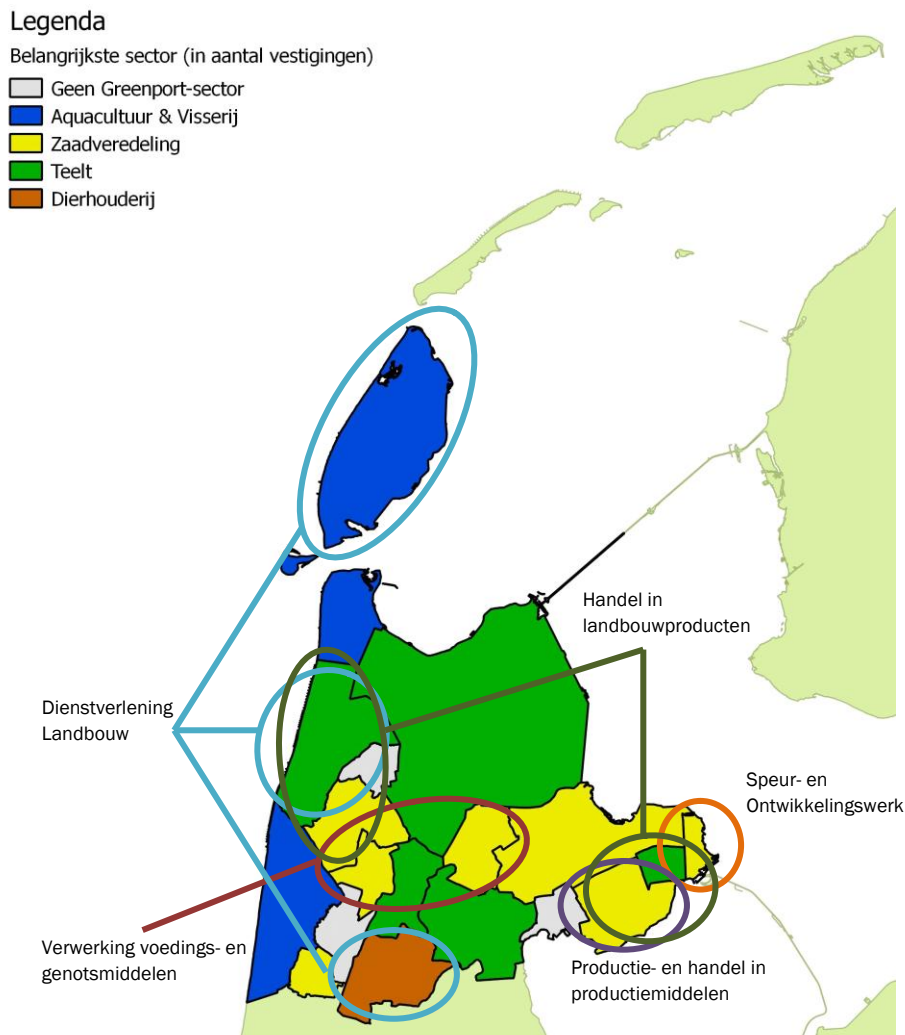 Legenda
Belangrijkste sector (in aantal vestigingen)
Geen Greenport-sector
Aquacultuur & Visserij
Zaadveredeling
Teelt
Dierhouderij
Handel in
landbouwproducten
Dienstverlening
Landbouw
Speur- en
Ontwikkelingswerk
Verwerking voedings- en
genotsmiddelen
Productie- en handel in
productiemiddelen